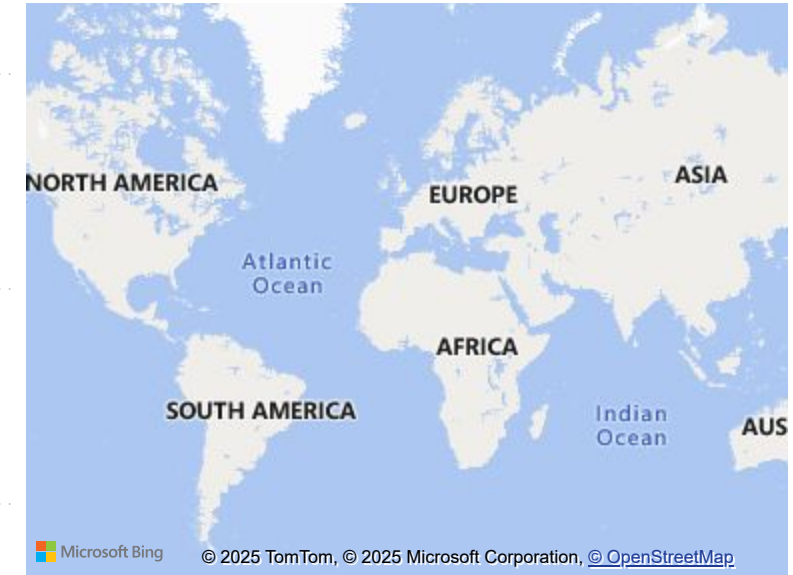 ASIA
NORTH AMERICA
EUROPE
Atlantic
Ocean
AFRICA
SOUTH AMERICA
Indian
Ocean
AUS
Microsoft Bing
© 2025 TomTom, © 2025 Microsoft Corporation, © OpenStreetMap